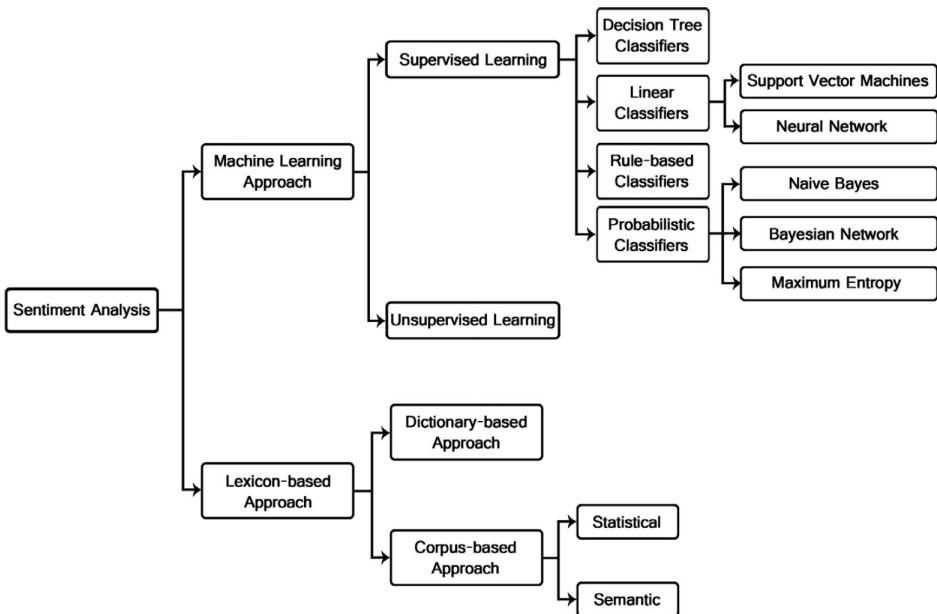 Sentiment Analysis
Machine Learning
Approach
Supervised Learning
Decision Tree
Classifiers
Linear
Classifiers
Support Vector Machines
Neural Network
Rule-based
Classifiers
Probabilistic
Classifiers
Naive Bayes
Bayesian Network
Maximum Entropy
Unsupervised Learning
Lexicon-based
Approach
Dictionary-based
Approach
Corpus-based
Approach
Statistical
Semantic